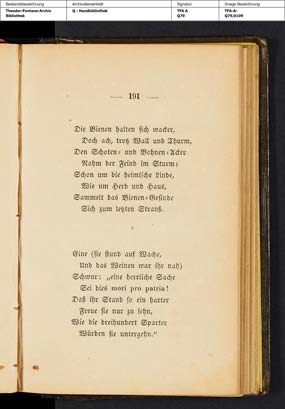 Bestandsbezeichnung
Archivalieneinheit
Signatur
Image-Bezeichnung
Theodor-Fontane-Archiv
Bibliothek
Q - Handbibliothek
TFA A
Q79
TFA-A:
Q79,0109
— 191 —
Die Bienen halten sich wacker,
Doch ach, trotz Wall und Thurm,
Den Schoten- und Bohnen-Acker
Nahm der Feind im Sturm;
Schon um die heimische Linde,
Wie um Herd und Haus,
Sammelt das Bienen-Gesinde
Sich zum letzten Strauß.
Eine (sie stund auf Wache,
Und das Weinen war ihr nah)
Schwur: „eine herrliche Sache
Sei dies mori pro patria!
Daß ihr Stand so ein harter
Freue sie nur zu sehn,
Wie die dreihundert Sparter
Würden sie untergehn.“